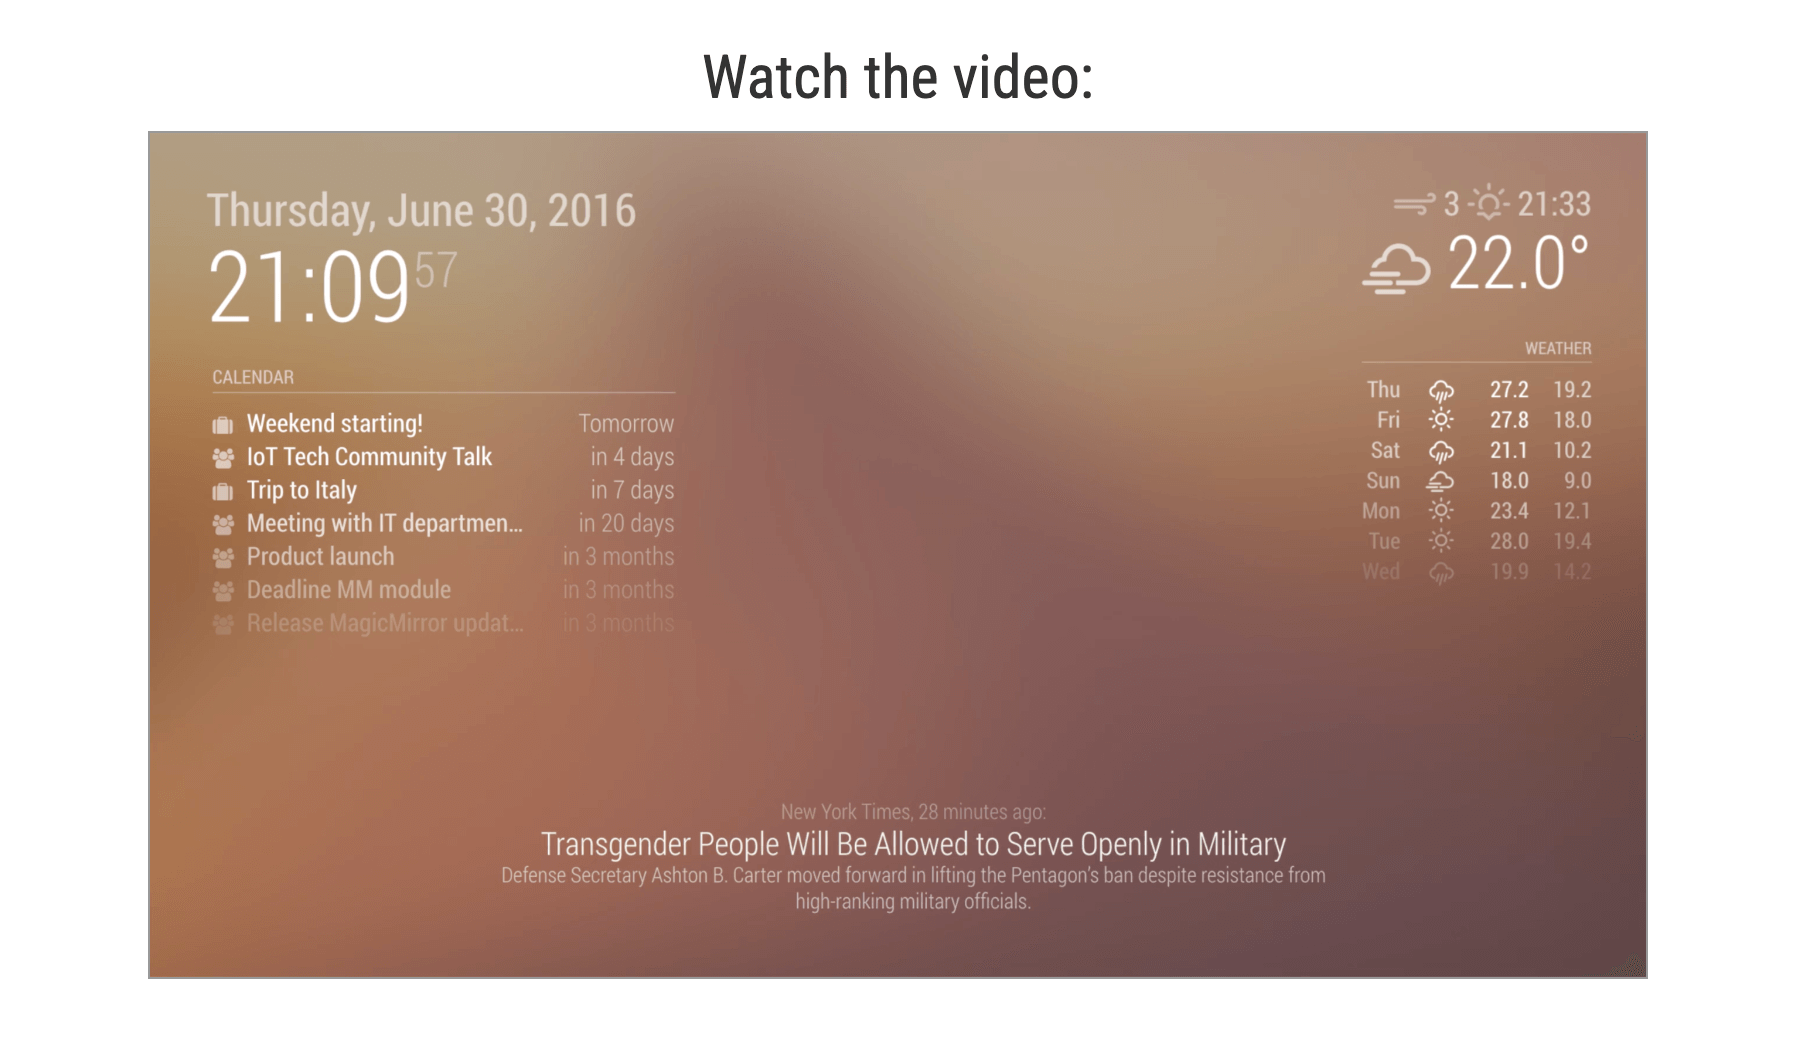 Watch the video:
Thursday, June 30, 2016
21:09 57
CALENDAR
Weekend starting! Tomorrow
IoT Tech Community Talk in 4 days
Trip to Italy in 7 days
Meeting with IT departmen... in 20 days
Product launch in 3 months
Deadline MM module in 3 months
Release MagicMirror updat... in 3 months
3 21:33
22.0°
WEATHER
Thu 27.2 19.2
Fri 27.8 18.0
Sat 21.1 10.2
Sun 18.0 9.0
Mon 23.4 12.1
Tue 28.0 19.4
Wed 19.9 14.2
New York Times, 28 minutes ago:
Transgender People Will Be Allowed to Serve Openly in Military
Defense Secretary Ashton B. Carter moved forward in lifting the Pentagon's ban despite resistance from
high-ranking military officials.